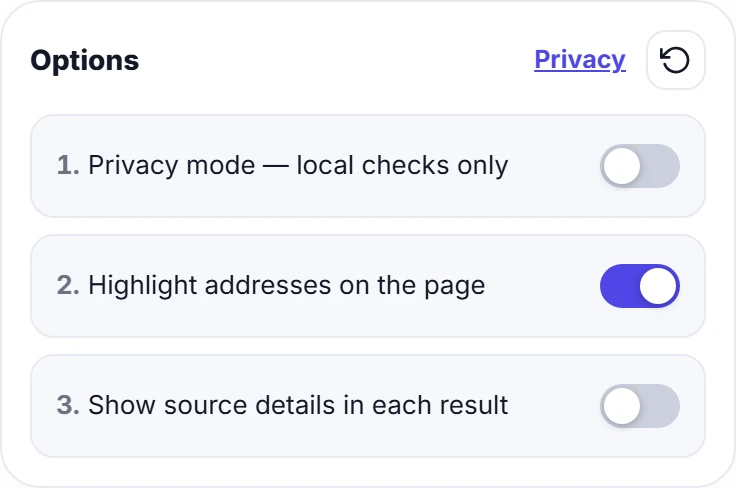 Options
Privacy
1. Privacy mode — local checks only
2. Highlight addresses on the page
3. Show source details in each result